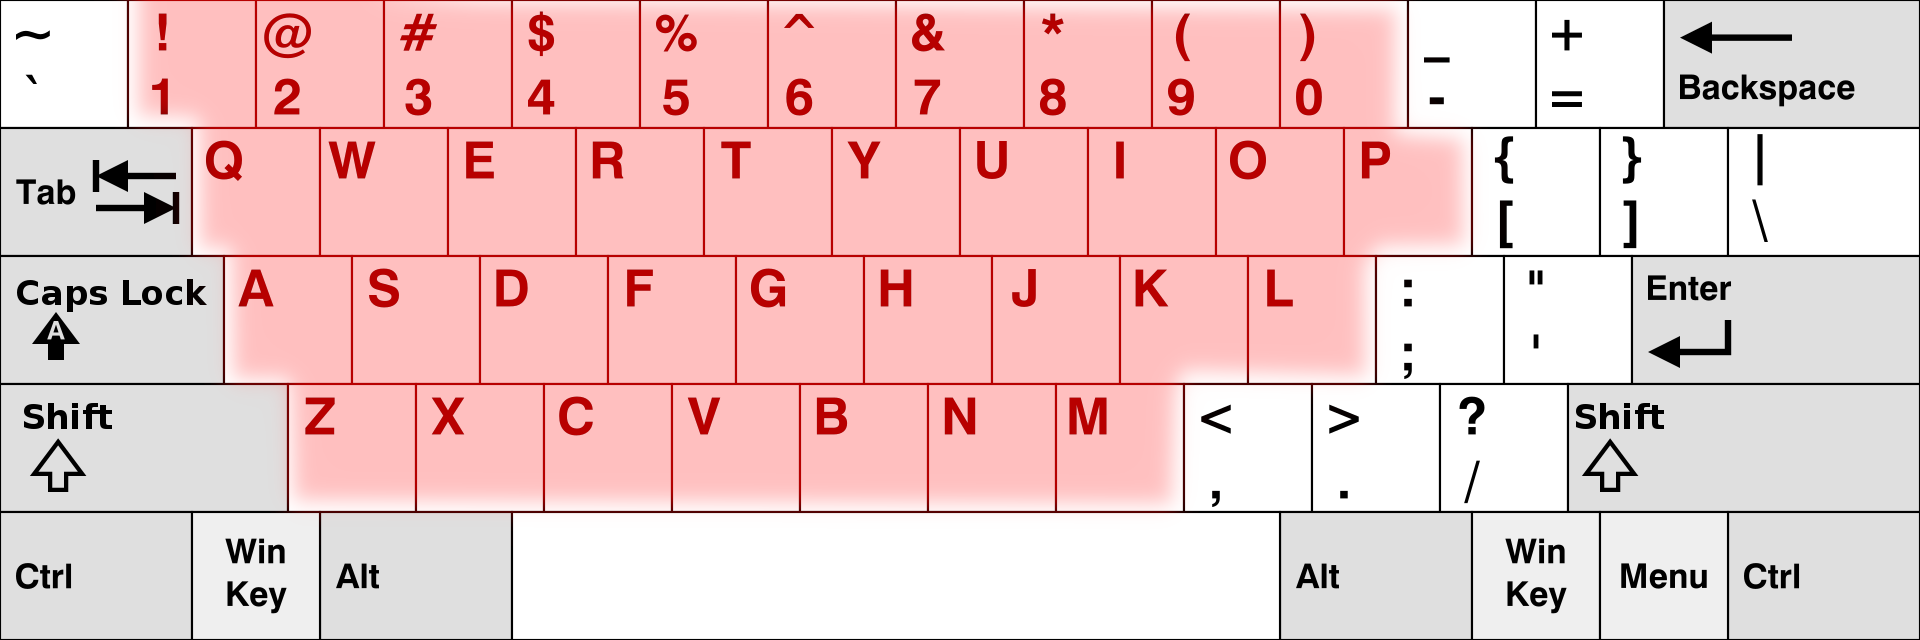 ~ ! @ # $ % ^ & * ( ) _ +
` 1 2 3 4 5 6 7 8 9 0 - = Backspace
Tab Q W E R T Y U I O P { } |
[ ] \
Caps Lock A S D F G H J K L : " Enter
A ; '
Shift Z X C V B N M < > ? Shift
, . /
Ctrl Win Key Alt Alt Win Key Menu Ctrl